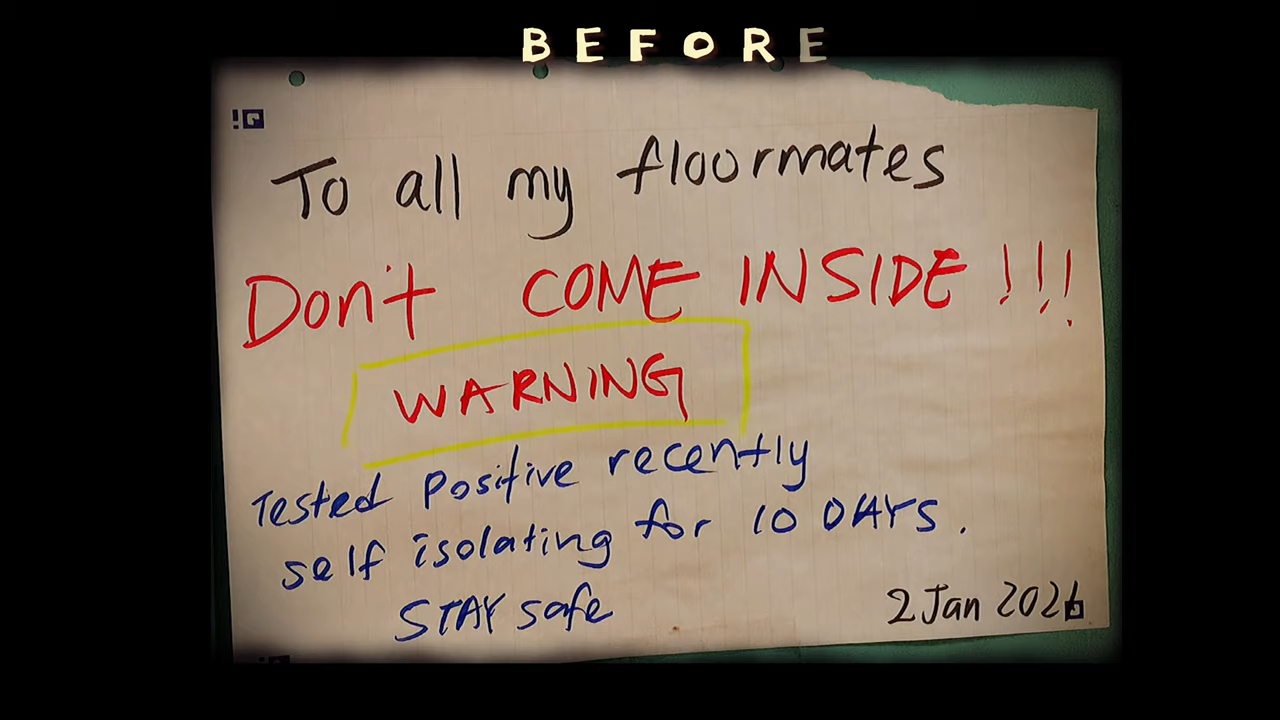 BEFORE
To all my floormates
Don't COME INSIDE !!!
WARNING
Tested Positive recently
self isolating for 10 DAYS.
STAY safe
2 Jan 2026